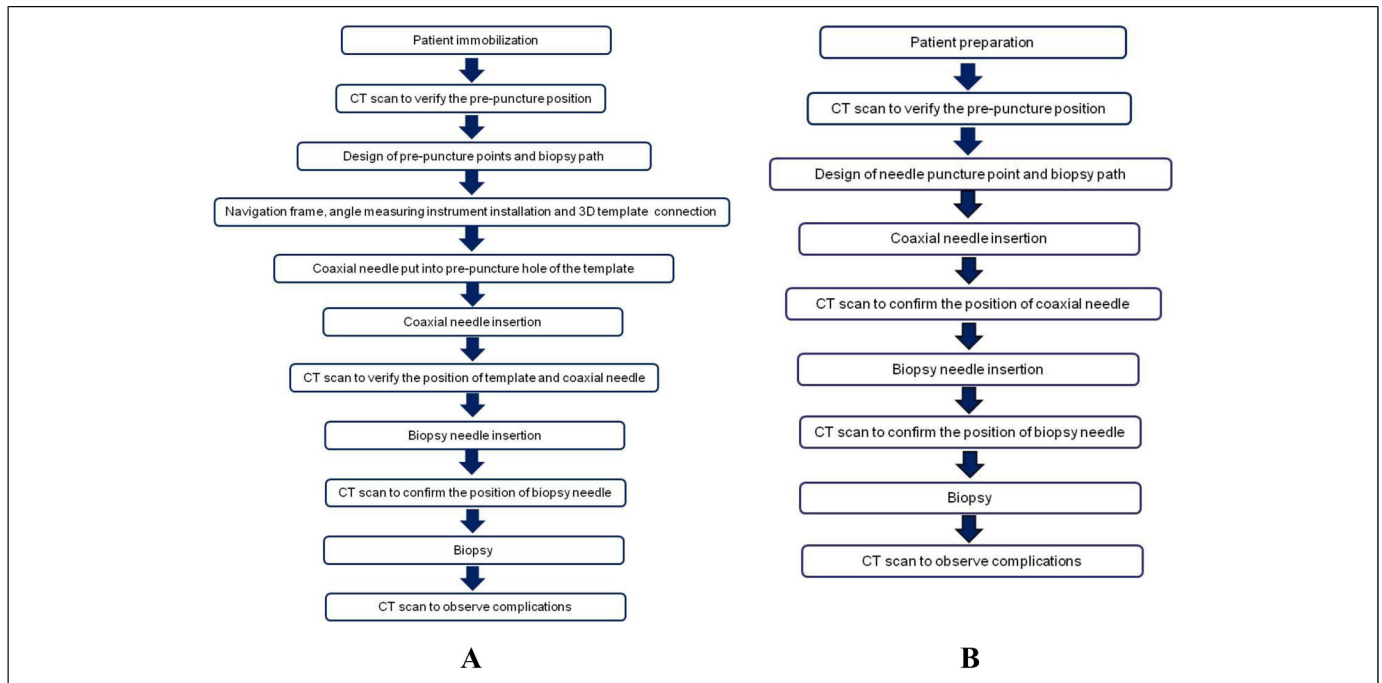 Patient immobilization
CT scan to verify the pre-puncture position
Design of pre-puncture points and biopsy path
Navigation frame, angle measuring instrument installation and 3D template connection
Coaxial needle put into pre-puncture hole of the template
Coaxial needle insertion
CT scan to verify the position of template and coaxial needle
Biopsy needle insertion
CT scan to confirm the position of biopsy needle
Biopsy
CT scan to observe complications
A
Patient preparation
CT scan to verify the pre-puncture position
Design of needle puncture point and biopsy path
Coaxial needle insertion
CT scan to confirm the position of coaxial needle
Biopsy needle insertion
CT scan to confirm the position of biopsy needle
Biopsy
CT scan to observe complications
B